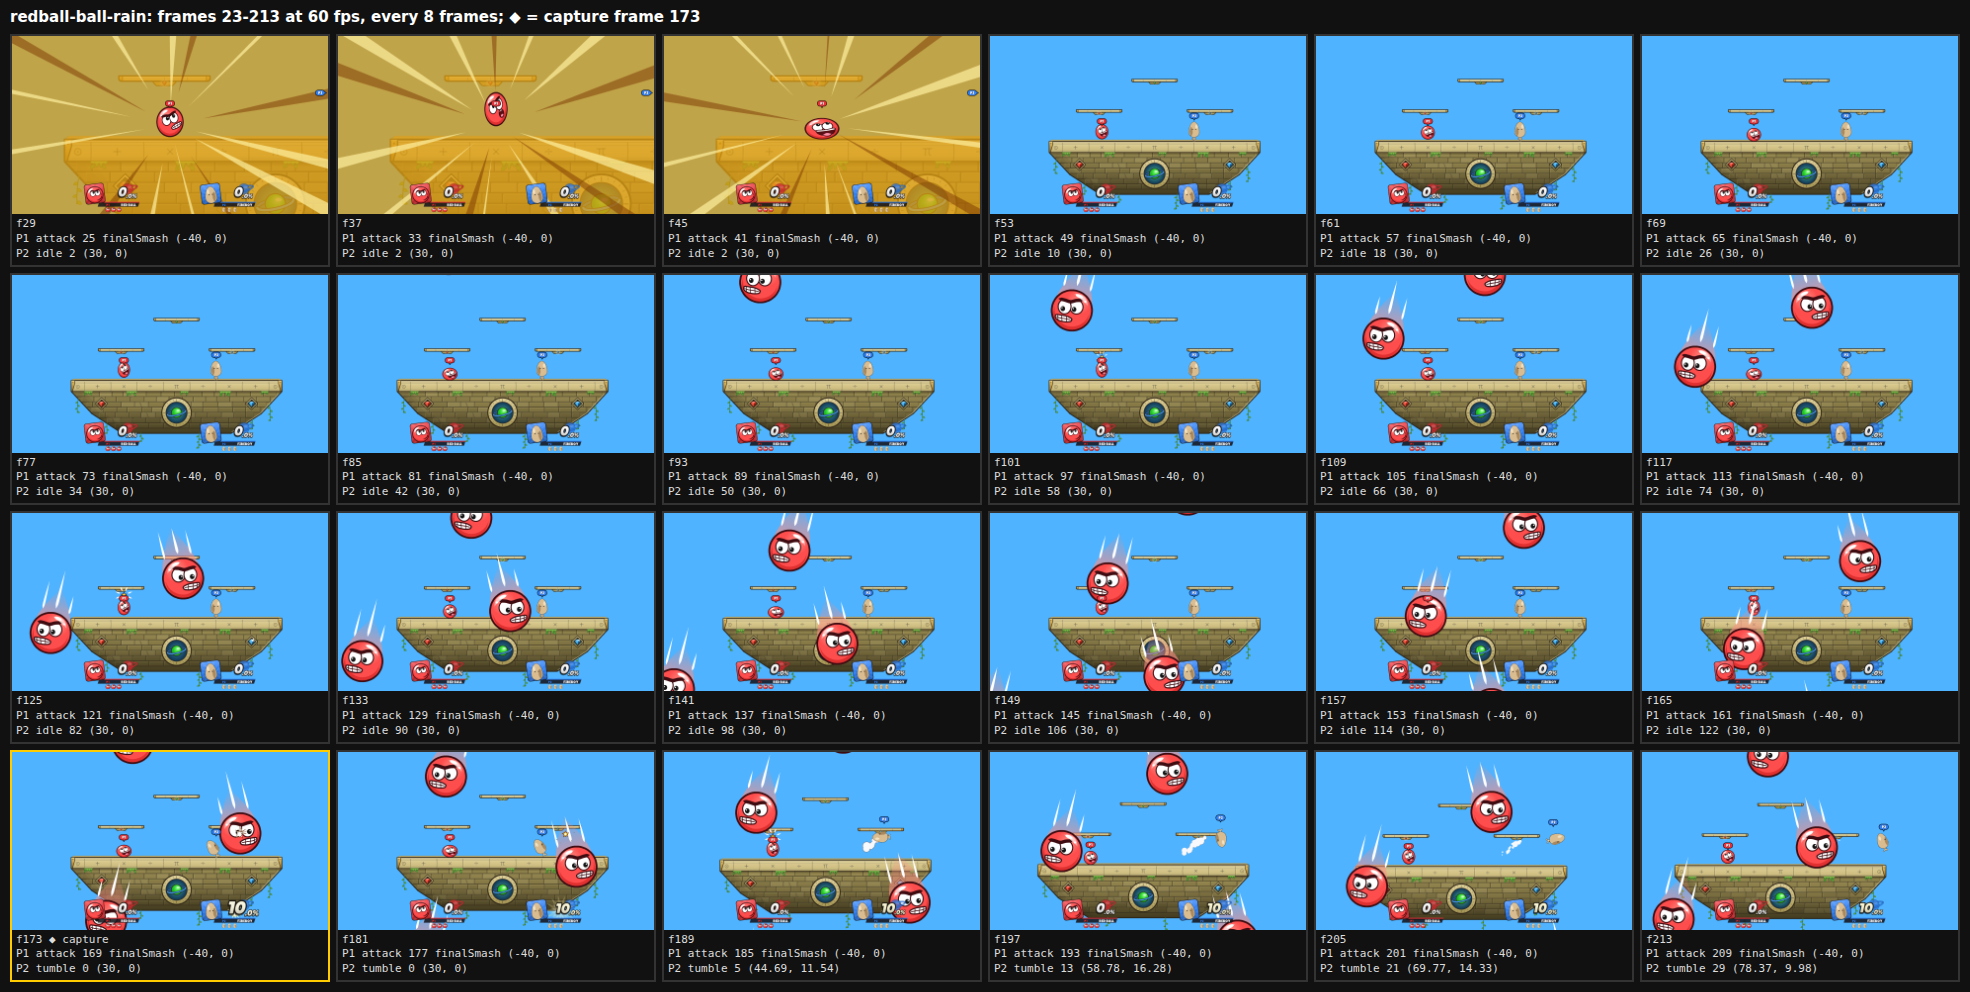 redball-ball-rain: frames 23-213 at 60 fps, every 8 frames; ◆ = capture frame 173
f29
P1 attack 25 finalSmash (-40, 0)
P2 idle 2 (30, 0)
f37
P1 attack 33 finalSmash (-40, 0)
P2 idle 2 (30, 0)
f45
P1 attack 41 finalSmash (-40, 0)
P2 idle 2 (30, 0)
f53
P1 attack 49 finalSmash (-40, 0)
P2 idle 10 (30, 0)
f61
P1 attack 57 finalSmash (-40, 0)
P2 idle 18 (30, 0)
f69
P1 attack 65 finalSmash (-40, 0)
P2 idle 26 (30, 0)
f77
P1 attack 73 finalSmash (-40, 0)
P2 idle 34 (30, 0)
f85
P1 attack 81 finalSmash (-40, 0)
P2 idle 42 (30, 0)
f93
P1 attack 89 finalSmash (-40, 0)
P2 idle 50 (30, 0)
f101
P1 attack 97 finalSmash (-40, 0)
P2 idle 58 (30, 0)
f109
P1 attack 105 finalSmash (-40, 0)
P2 idle 66 (30, 0)
f117
P1 attack 113 finalSmash (-40, 0)
P2 idle 74 (30, 0)
f125
P1 attack 121 finalSmash (-40, 0)
P2 idle 82 (30, 0)
f133
P1 attack 129 finalSmash (-40, 0)
P2 idle 90 (30, 0)
f141
P1 attack 137 finalSmash (-40, 0)
P2 idle 98 (30, 0)
f149
P1 attack 145 finalSmash (-40, 0)
P2 idle 106 (30, 0)
f157
P1 attack 153 finalSmash (-40, 0)
P2 idle 114 (30, 0)
f165
P1 attack 161 finalSmash (-40, 0)
P2 idle 122 (30, 0)
f173 ◆ capture
P1 attack 169 finalSmash (-40, 0)
P2 tumble 0 (30, 0)
f181
P1 attack 177 finalSmash (-40, 0)
P2 tumble 0 (30, 0)
f189
P1 attack 185 finalSmash (-40, 0)
P2 tumble 5 (44.69, 11.54)
f197
P1 attack 193 finalSmash (-40, 0)
P2 tumble 13 (58.78, 16.28)
f205
P1 attack 201 finalSmash (-40, 0)
P2 tumble 21 (69.77, 14.33)
f213
P1 attack 209 finalSmash (-40, 0)
P2 tumble 29 (78.37, 9.98)